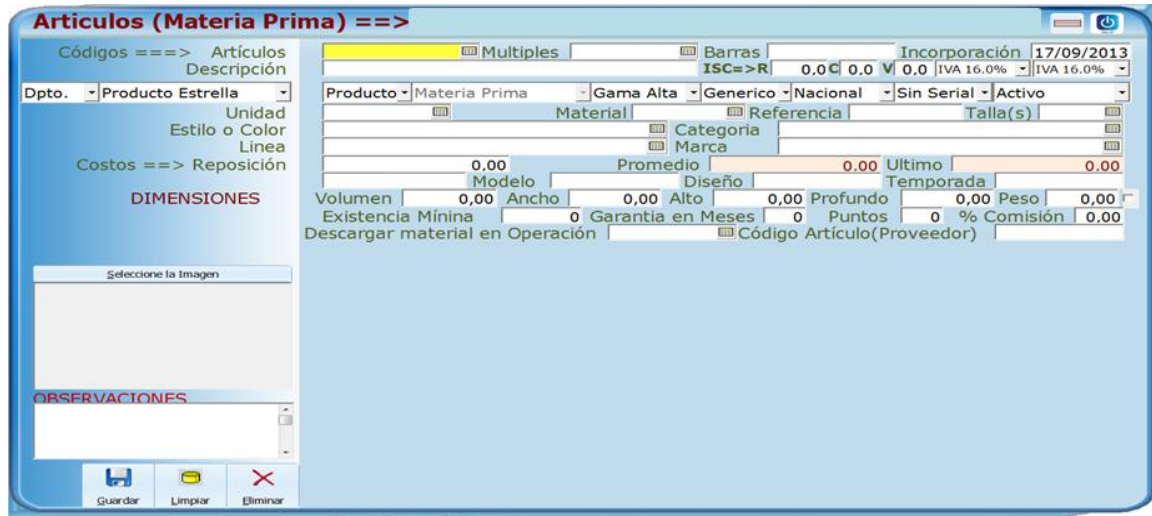 Articulos (Materia Prima) ==>
Códigos ===> Artículos Multiples Barras Incorporación 17/09/2013
Descripción ISC=>R 0.0 C 0.0 V 0.0 IVA 16.0% IVA 16.0%
Dpto. Producto Estrella Producto Materia Prima Gama Alta Generico Nacional Sin Serial Activo
Unidad Material Referencia Talla(s)
Estilo o Color Categoria
Linea Marca
Costos ==> Reposición 0.00 Promedio 0.00 Ultimo 0.00
Modelo Diseño Temporada
DIMENSIONES Volumen 0,00 Ancho 0,00 Alto 0,00 Profundo 0,00 Peso 0,00
Existencia Mínina 0 Garantia en Meses 0 Puntos 0 % Comisión 0,00
Descargar material en Operación Código Artículo(Proveedor)
Seleccione la Imagen
OBSERVACIONES
Guardar Limpiar Eliminar